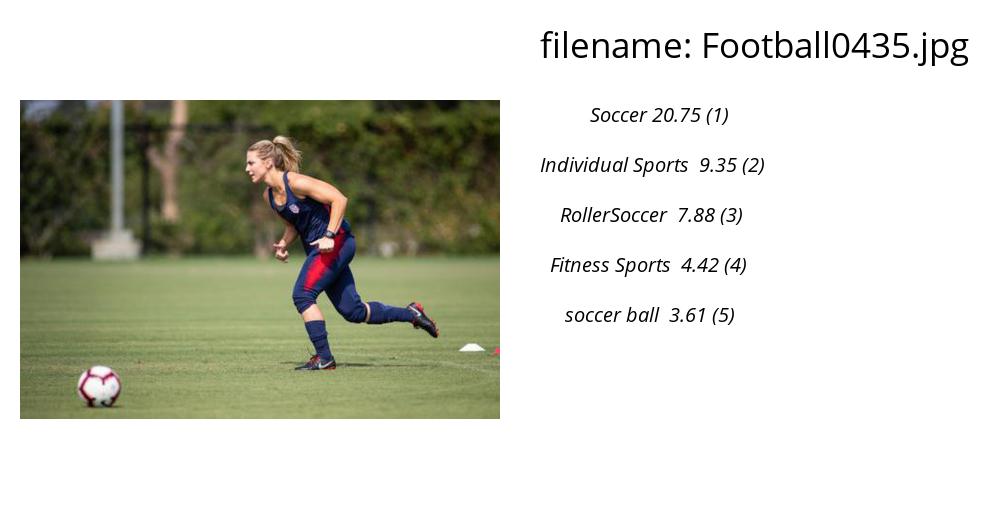 filename: Football0435.jpg
Soccer 20.75 (1)
Individual Sports 9.35 (2)
RollerSoccer 7.88 (3)
Fitness Sports 4.42 (4)
soccer ball 3.61 (5)